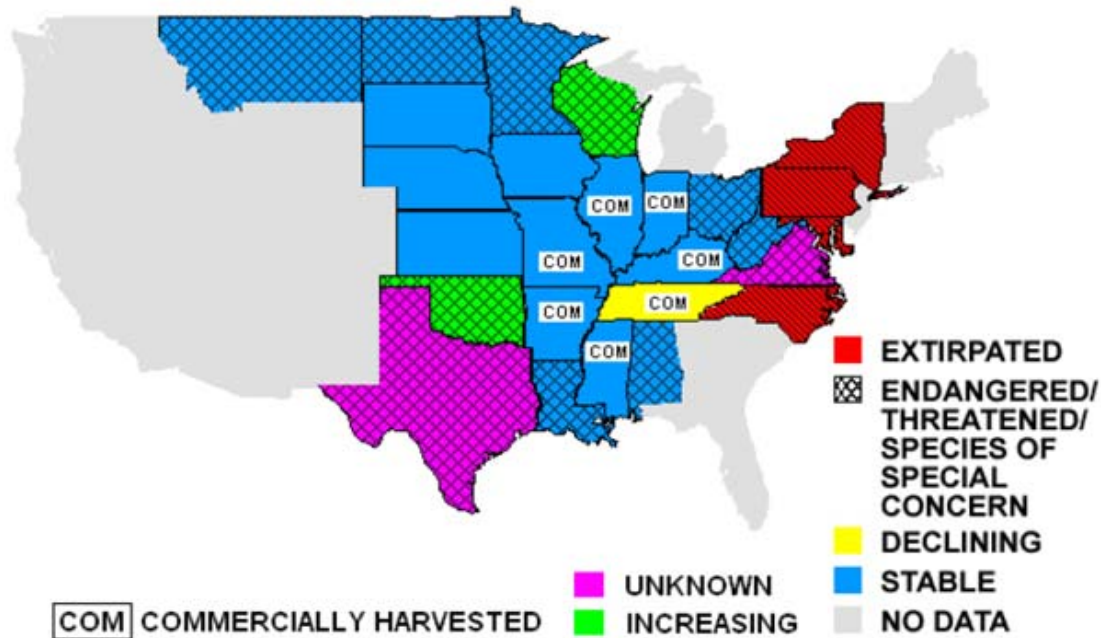 COM
COM
COM
COM
COM
COM
COM
EXTIRPATED
ENDANGERED/
THREATENED/
SPECIES OF
SPECIAL
CONCERN
DECLINING
STABLE
NO DATA
UNKNOWN
INCREASING
COM COMMERCIALLY HARVESTED